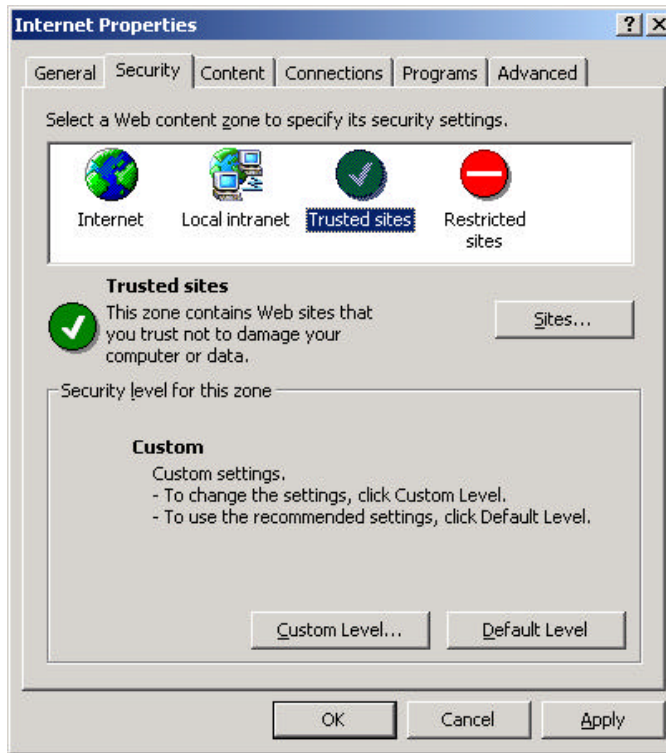 Internet Properties
General Security Content Connections Programs Advanced
Select a Web content zone to specify its security settings.
Internet Local intranet Trusted sites Restricted
sites
Trusted sites
This zone contains Web sites that
you trust not to damage your
computer or data.
Sites...
Security level for this zone
Custom
Custom settings.
- To change the settings, click Custom Level.
- To use the recommended settings, click Default Level.
Custom Level... Default Level
OK Cancel Apply